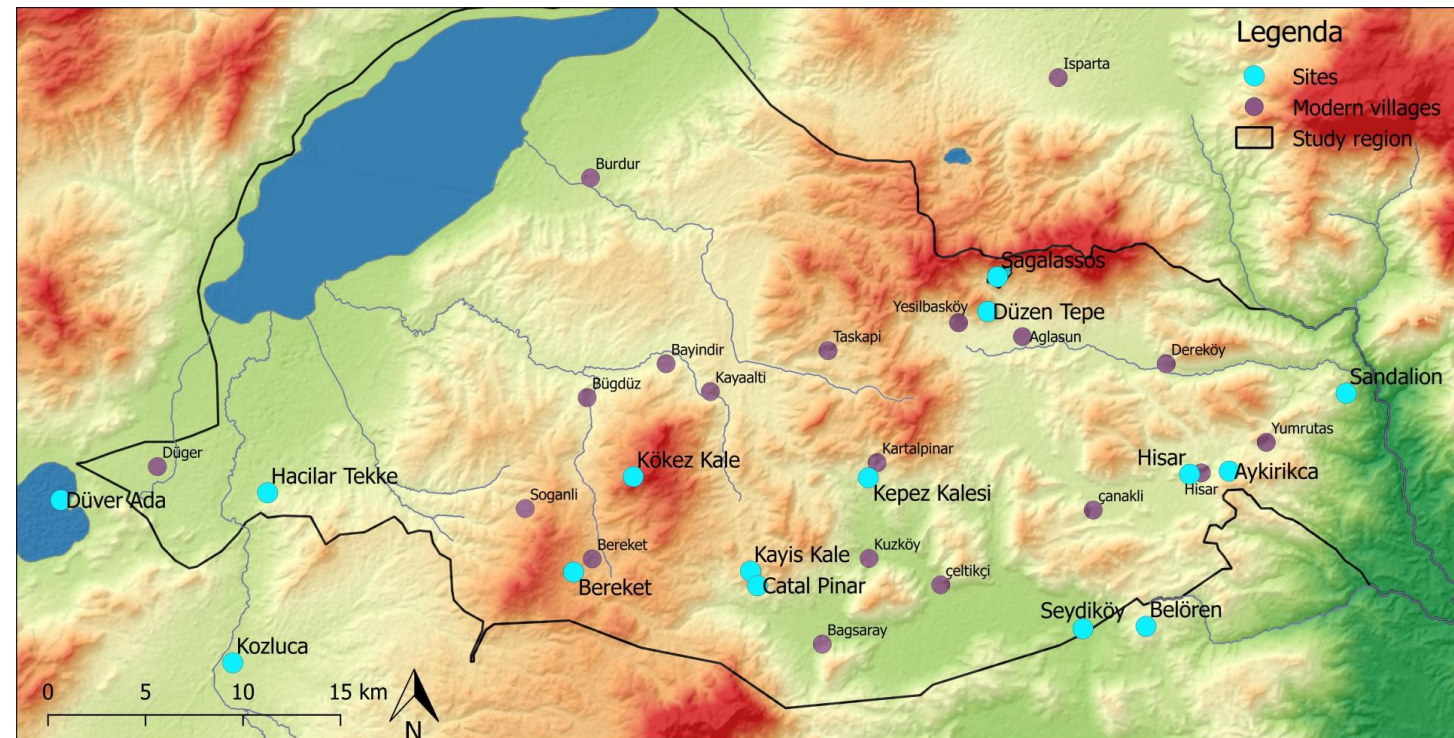 Legenda
Sites
Modern villages
Study region
Isparta
Burdur
Sagalassos
Yesilbasköy
Düzen Tepe
Taskapi
Aglasun
Bayindir
Dereköy
Kayaalti
Sandalion
Bügdüz
Yumrutas
Düger
Kartalpinar
Hisar
Kökez Kale
Aykirikca
Hacilar Tekke
Hisar
Kepez Kalesi
Düver Ada
Soganli
çanakli
Bereket
Kayis Kale
Kuzköy
Bereket
Catal Pinar
çeltikçi
Seydiköy
Belören
Bagsaray
Kozluca
0 5 10 15 km
N